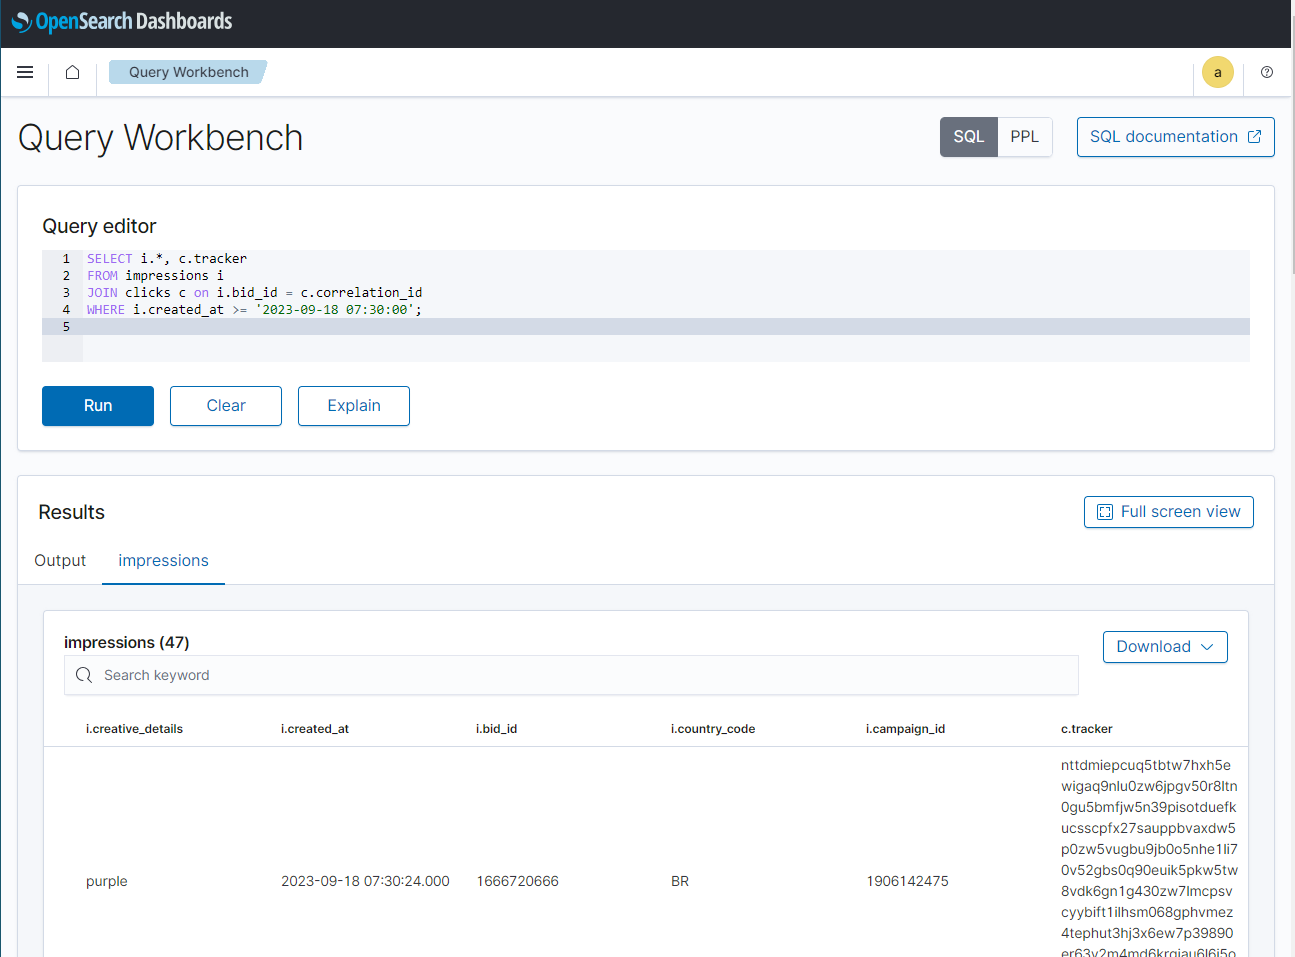 OpenSearch Dashboards
Query Workbench
a
Query Workbench
SQL PPL
SQL documentation
Query editor
1 SELECT i.*, c.tracker
2 FROM impressions i
3 JOIN clicks c on i.bid_id = c.correlation_id
4 WHERE i.created_at >= '2023-09-18 07:30:00';
5
Run Clear Explain
Results
Full screen view
Output impressions
impressions (47)
Download
Search keyword
i.creative_details i.created_at i.bid_id i.country_code i.campaign_id c.tracker
purple 2023-09-18 07:30:24.000 1666720666 BR 1906142475
nttdmiepcuq5tbtw7hxh5e
wigaq9nlu0zw6jpgv50r8ltn
0gu5bmfjw5n39pisotduefk
ucsscpfx27sauppbvaxdw5
p0zw5vugbu9jb0o5nhe1li7
0v52gbs0q90euik5pkw5tw
8vdk6gn1g430zw7lmcpsv
cyybift1ilhsm068gphvmez
4tephut3hj3x6ew7p39890